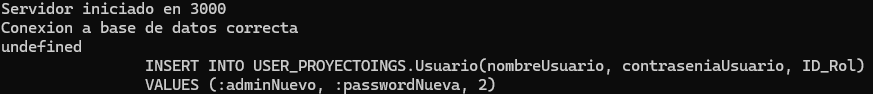 Servidor iniciado en 3000
Conexion a base de datos correcta
undefined
INSERT INTO USER_PROYECTOINGS.Usuario(nombreUsuario, contraseniaUsuario, ID_Rol)
VALUES (:adminNuevo, :passwordNueva, 2)